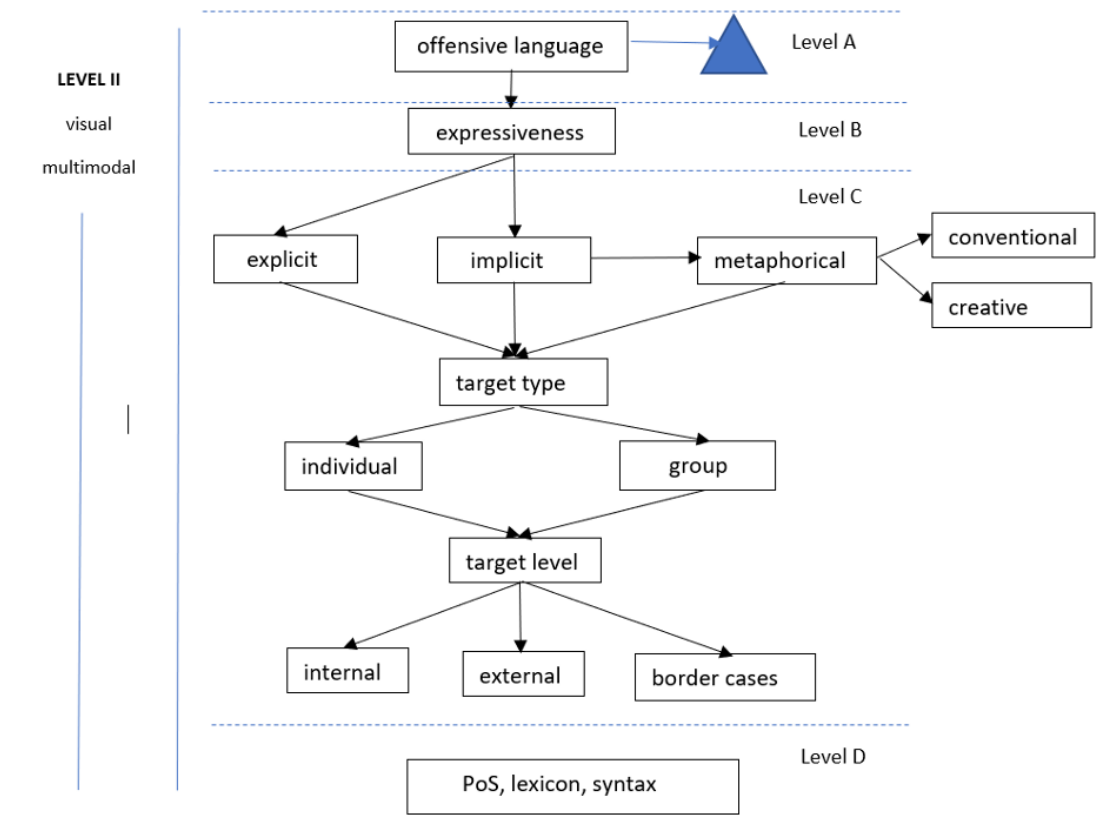 offensive language
Level A
LEVEL II
visual
multimodal
expressiveness
Level B
Level C
explicit
implicit
metaphorical
conventional
creative
target type
individual
group
target level
internal
external
border cases
Level D
PoS, lexicon, syntax